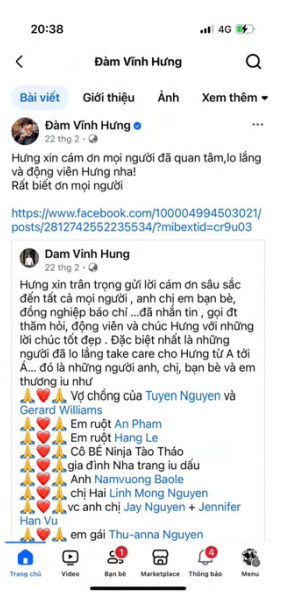 20:38
4G
Đàm Vĩnh Hưng
Bài viết Giới thiệu Ảnh Xem thêm
Đàm Vĩnh Hưng
22 thg 2 ·
Hưng xin cám ơn mọi người đã quan tâm,lo lắng
và động viên Hưng nha!
Rất biết ơn mọi người
https://www.facebook.com/100004994503021/
posts/2812742552235534/?mibextid=cr9u03
Dam Vinh Hung
22 thg 2 ·
Hưng xin trân trọng gửi lời cám ơn sâu sắc
đến tất cả mọi người , anh chị em bạn bè,
đồng nghiệp báo chí ...đã nhắn tin , gọi đt
thăm hỏi, động viên và chúc Hưng với những
lời chúc tốt đẹp . Đặc biệt nhất là những
người đã lo lắng take care cho Hưng từ A tới
Á... đó là những người anh, chị, bạn bè và em
thương iu như
🙏❤️🙏 Vợ chồng của Tuyen Nguyen và
Gerard Williams
🙏❤️🙏 Em ruột An Pham
🙏❤️🙏 Em ruột Hang Le
🙏❤️🙏 Cô BÉ Ninja Tào Tháo
🙏❤️🙏gia đình Nha trang iu dấu
🙏❤️🙏 Anh Namvuong Baole
🙏❤️🙏 chị Hai Linh Mong Nguyen
🙏❤️🙏vc anh chị Jay Nguyen + Jennifer
Han Vu
🙏❤️🙏 em gái Thu-anna Nguyen
1 4
Trang chủ Video Bạn bè Marketplace Thông báo Menu